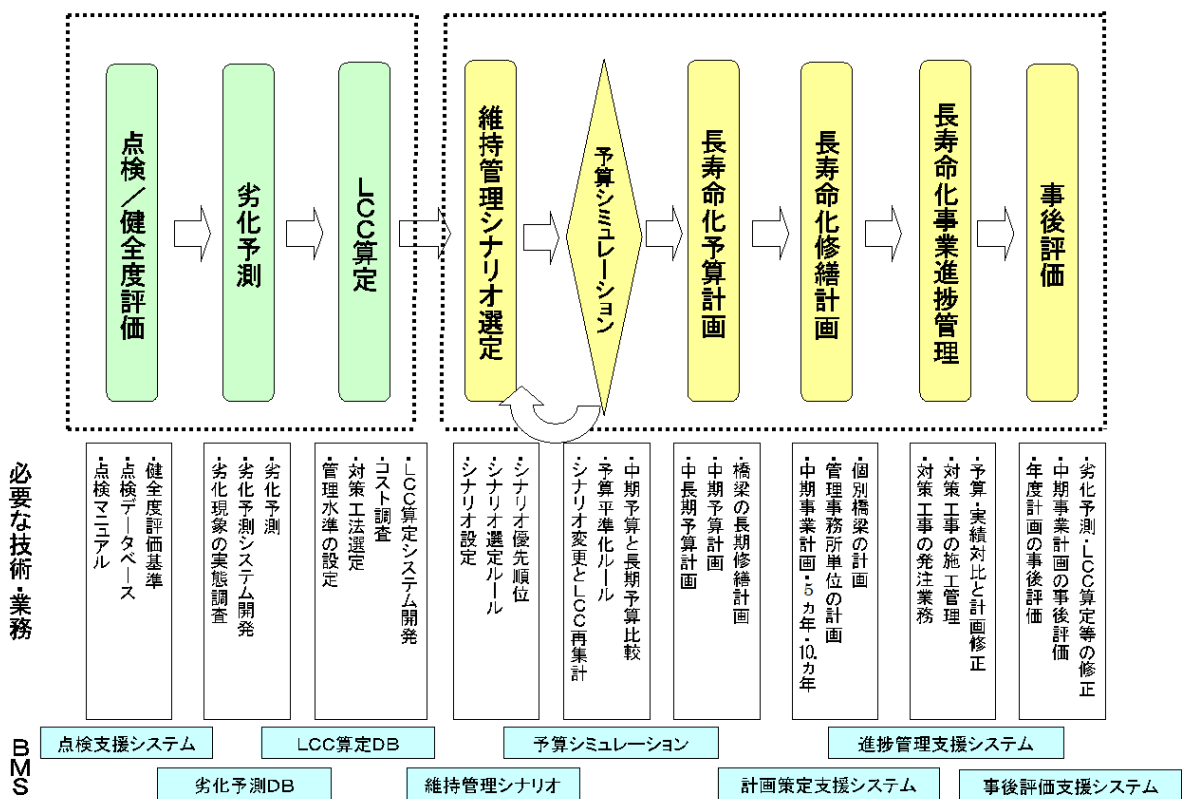 点検／健全度評価
劣化予測
LCC算定
維持管理シナリオ選定
予算シミュレーション
長寿命化予算計画
長寿命化修繕計画
長寿命化事業進捗管理
事後評価
必要な技術・業務
・健全度評価基準
・点検データベース
・点検マニュアル
・劣化予測
・劣化予測システム開発
・劣化現象の実態調査
・LCC算定システム開発
・コスト調査
・対策工法選定
・管理水準の設定
・シナリオ優先順位
・シナリオ選定ルール
・シナリオ設定
・中期予算と長期予算比較
・予算平準化ルール
・シナリオ変更とLCC再集計
・橋梁の長期修繕計画
・中期予算計画
・中長期予算計画
・個別橋梁の計画
・管理事務所単位の計画
・中期事業計画・5カ年・10カ年
・予算・実績対比と計画修正
・対策工事の施工管理
・対策工事の発注業務
・劣化予測・LCC算定等の修正
・中期事業計画の事後評価
・年度計画の事後評価
BMS
点検支援システム
LCC算定DB
予算シミュレーション
進捗管理支援システム
劣化予測DB
維持管理シナリオ
計画策定支援システム
事後評価支援システム